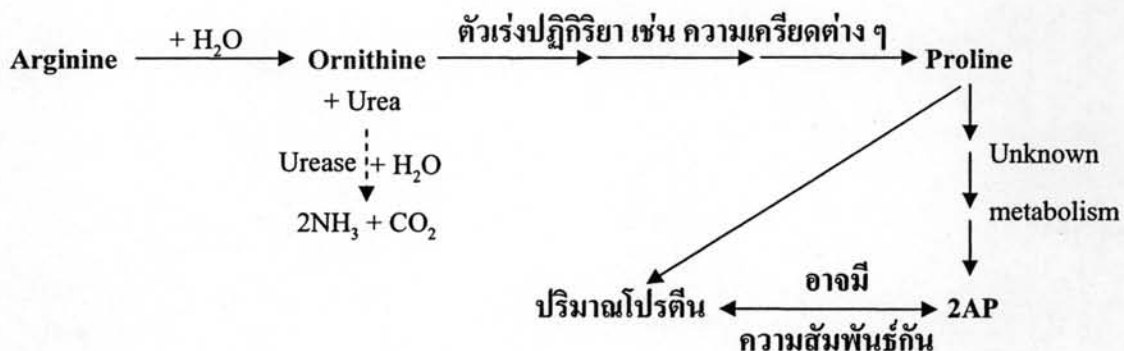 ตัวเร่งปฏิกิริยา เช่น ความเครียดต่าง ๆ
Arginine + H₂O Ornithine Proline
+ Urea
Urease + H₂O
2NH₃ + CO₂
Unknown
metabolism
อาจมี
ปริมาณโปรตีน 2AP
ความสัมพันธ์กัน